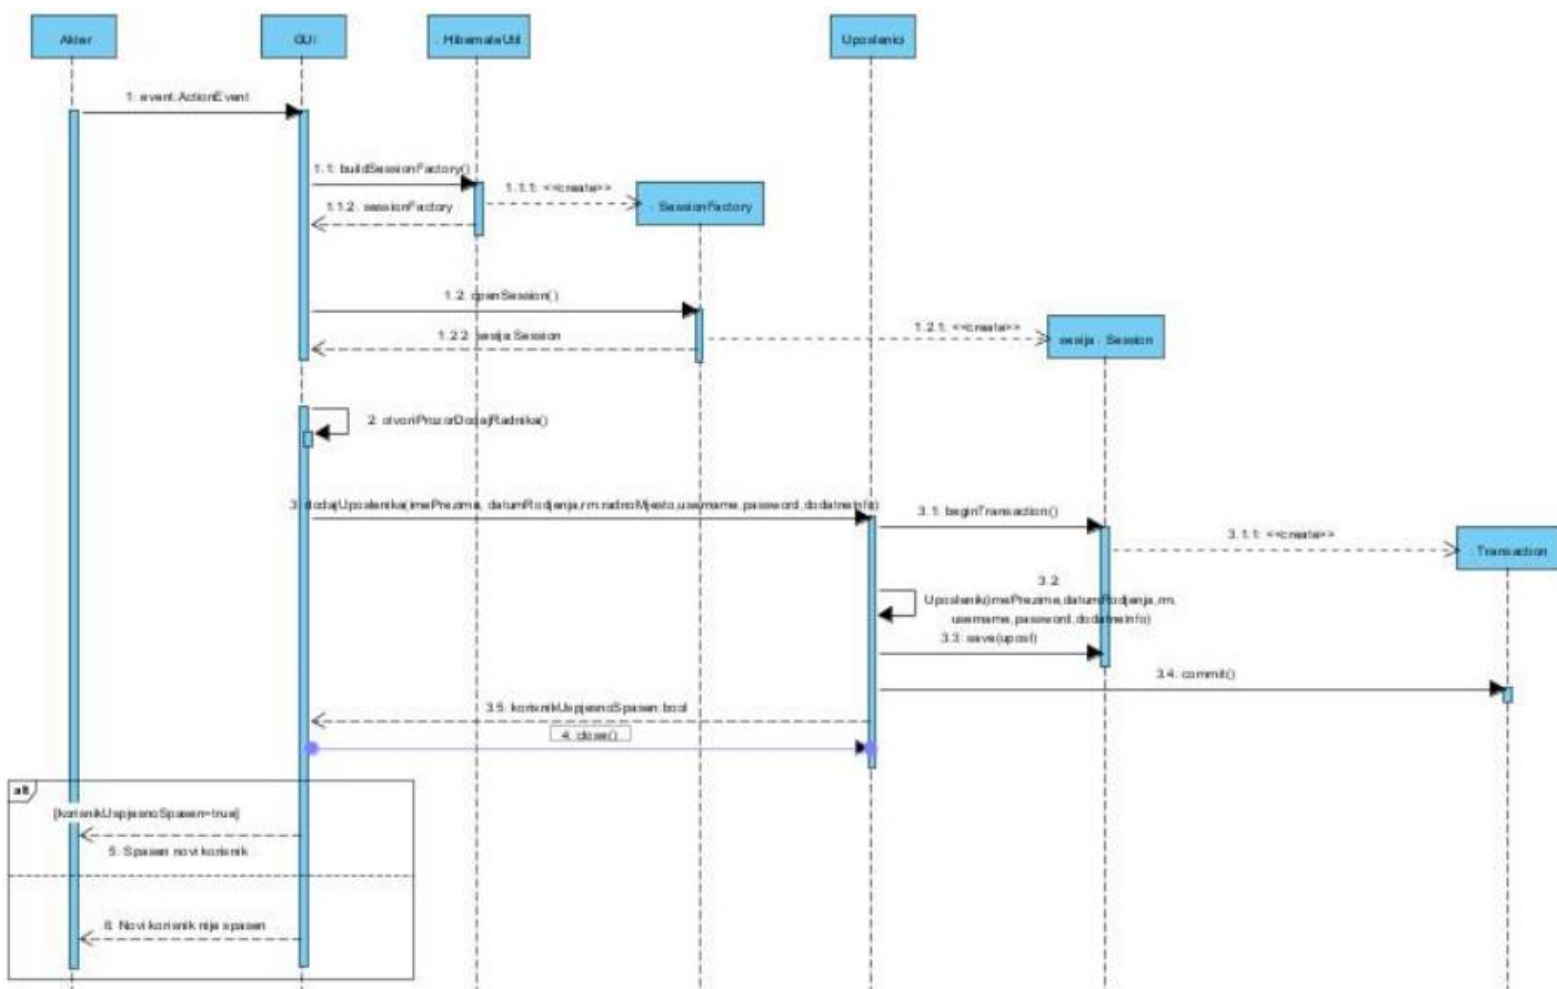 Akter
GUI
: HibernateUtil
Uposlenici
1: event:ActionEvent
1.1: buildSessionFactory()
1.1.1: <<create>>
: SessionFactory
1.1.2: sessionFactory
1.2: openSession()
1.2.1: <<create>>
1.2.2: sesija:Session
sesija : Session
2: otvoriProzorDodajRadnika()
3: dodajUposlenika(imePrezime, datumRodjenja,rm:radnoMjesto,username,password,dodatneInfo)
3.1: beginTransaction()
3.1.1: <<create>>
: Transaction
3.2:
Uposlenik(imePrezime,datumRodjenja,rm,
username,password,dodatneInfo)
3.3: save(uposl)
3.4: commit()
3.5: korisnikUspjesnoSpasen:bool
4: close()
alt
[korisnikUspjesnoSpasen=true]
5: Spasen novi korisnik
6: Novi korisnik nije spasen